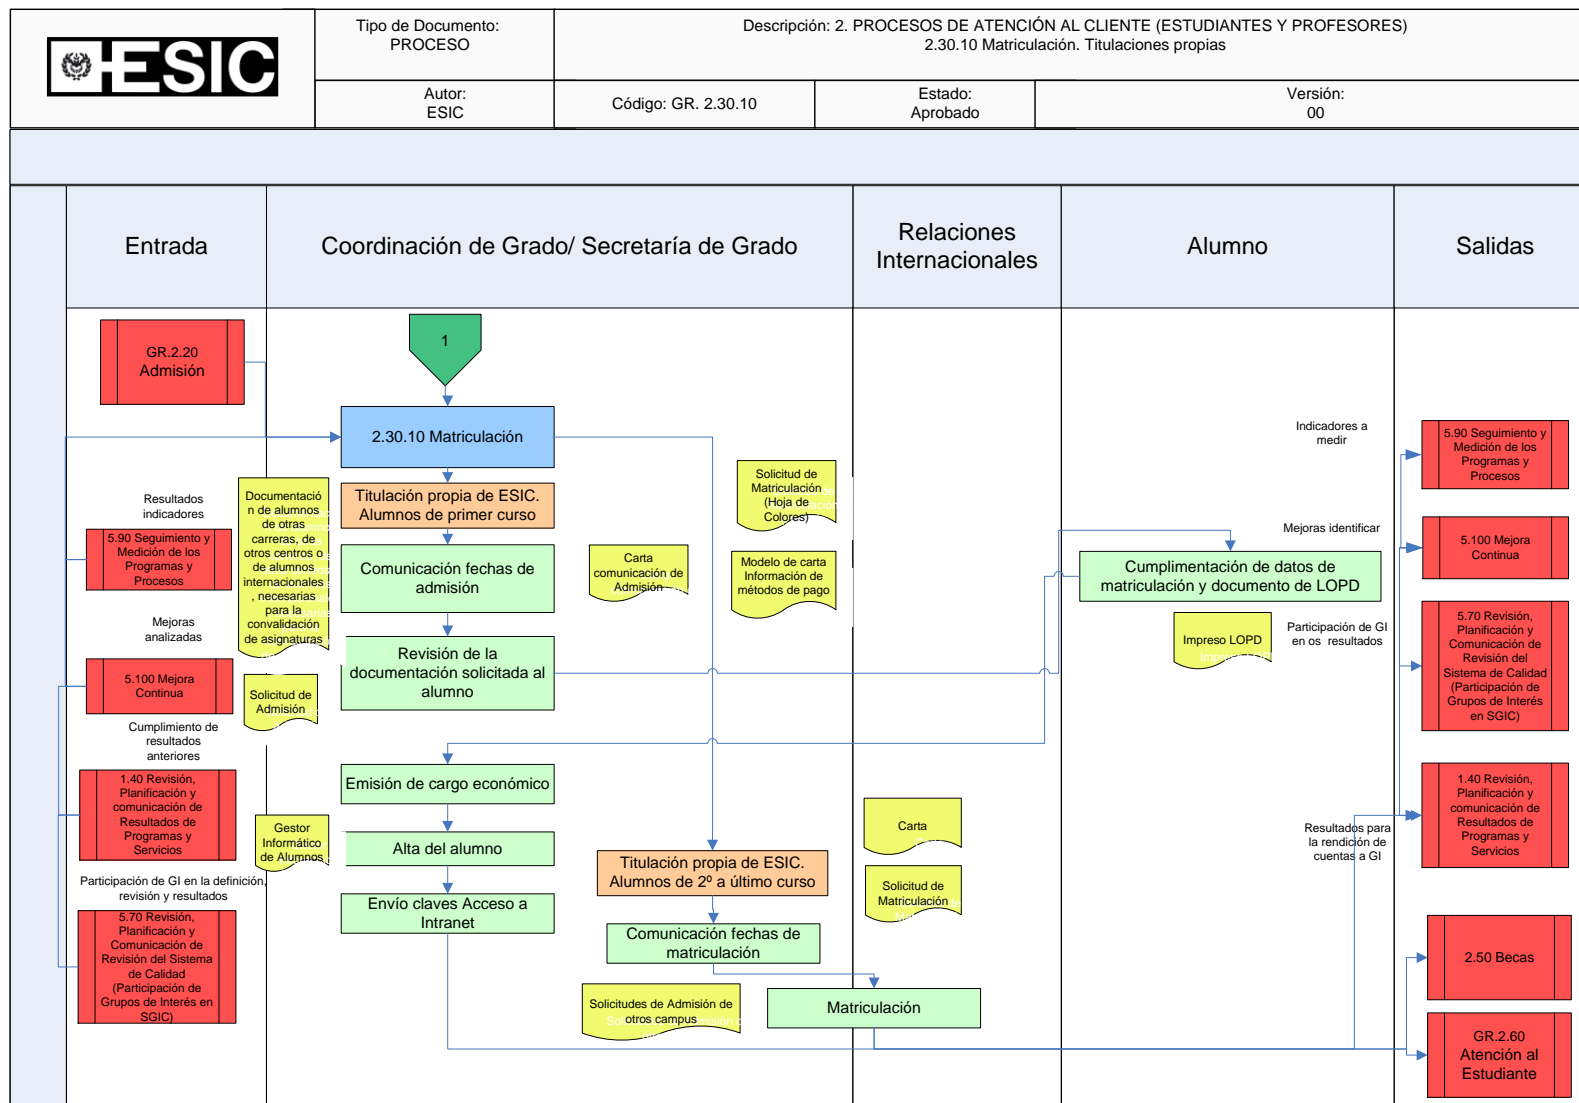 ESIC
Tipo de Documento:
PROCESO
Descripción: 2. PROCESOS DE ATENCIÓN AL CLIENTE (ESTUDIANTES Y PROFESORES)
2.30.10 Matriculación. Titulaciones propias
Autor:
ESIC
Código: GR. 2.30.10
Estado:
Aprobado
Versión:
00
Entrada
Coordinación de Grado/ Secretaría de Grado
Relaciones
Internacionales
Alumno
Salidas
GR.2.20
Admisión
1
2.30.10 Matriculación
Titulación propia de ESIC.
Alumnos de primer curso
Comunicación fechas de
admisión
Revisión de la
documentación solicitada al
alumno
Emisión de cargo económico
Alta del alumno
Envío claves Acceso a
Intranet
Resultados
indicadores
5.90 Seguimiento y
Medición de los
Programas y
Procesos
Mejoras
analizadas
5.100 Mejora
Continua
Cumplimiento de
resultados
anteriores
1.40 Revisión,
Planificación y
comunicación de
Resultados de
Programas y
Servicios
Participación de GI en la definición,
revisión y resultados
5.70 Revisión,
Planificación y
Comunicación de
Revisión del Sistema
de Calidad
(Participación de
Grupos de Interés en
SGIC)
Documentació
n de alumnos
de otras
carreras, de
otros centros o
de alumnos
internacionales
, necesarias
para la
convalidación
de asignaturas
Solicitud de
Admisión
Gestor
Informático
de Alumnos
Carta
comunicación de
Admisión
Solicitud de
Matriculación
(Hoja de
Colores)
Modelo de carta
Información de
métodos de pago
Titulación propia de ESIC.
Alumnos de 2º a último curso
Comunicación fechas de
matriculación
Solicitudes de Admisión de
otros campus
Matriculación
Carta
Solicitud de
Matriculación
Cumplimentación de datos de
matriculación y documento de LOPD
Impreso LOPD
Indicadores a
medir
5.90 Seguimiento y
Medición de los
Programas y
Procesos
Mejoras identificar
5.100 Mejora
Continua
Participación de GI
en os resultados
5.70 Revisión,
Planificación y
Comunicación de
Revisión del
Sistema de Calidad
(Participación de
Grupos de Interés
en SGIC)
Resultados para
la rendición de
cuentas a GI
1.40 Revisión,
Planificación y
comunicación de
Resultados de
Programas y
Servicios
2.50 Becas
GR.2.60
Atención al
Estudiante